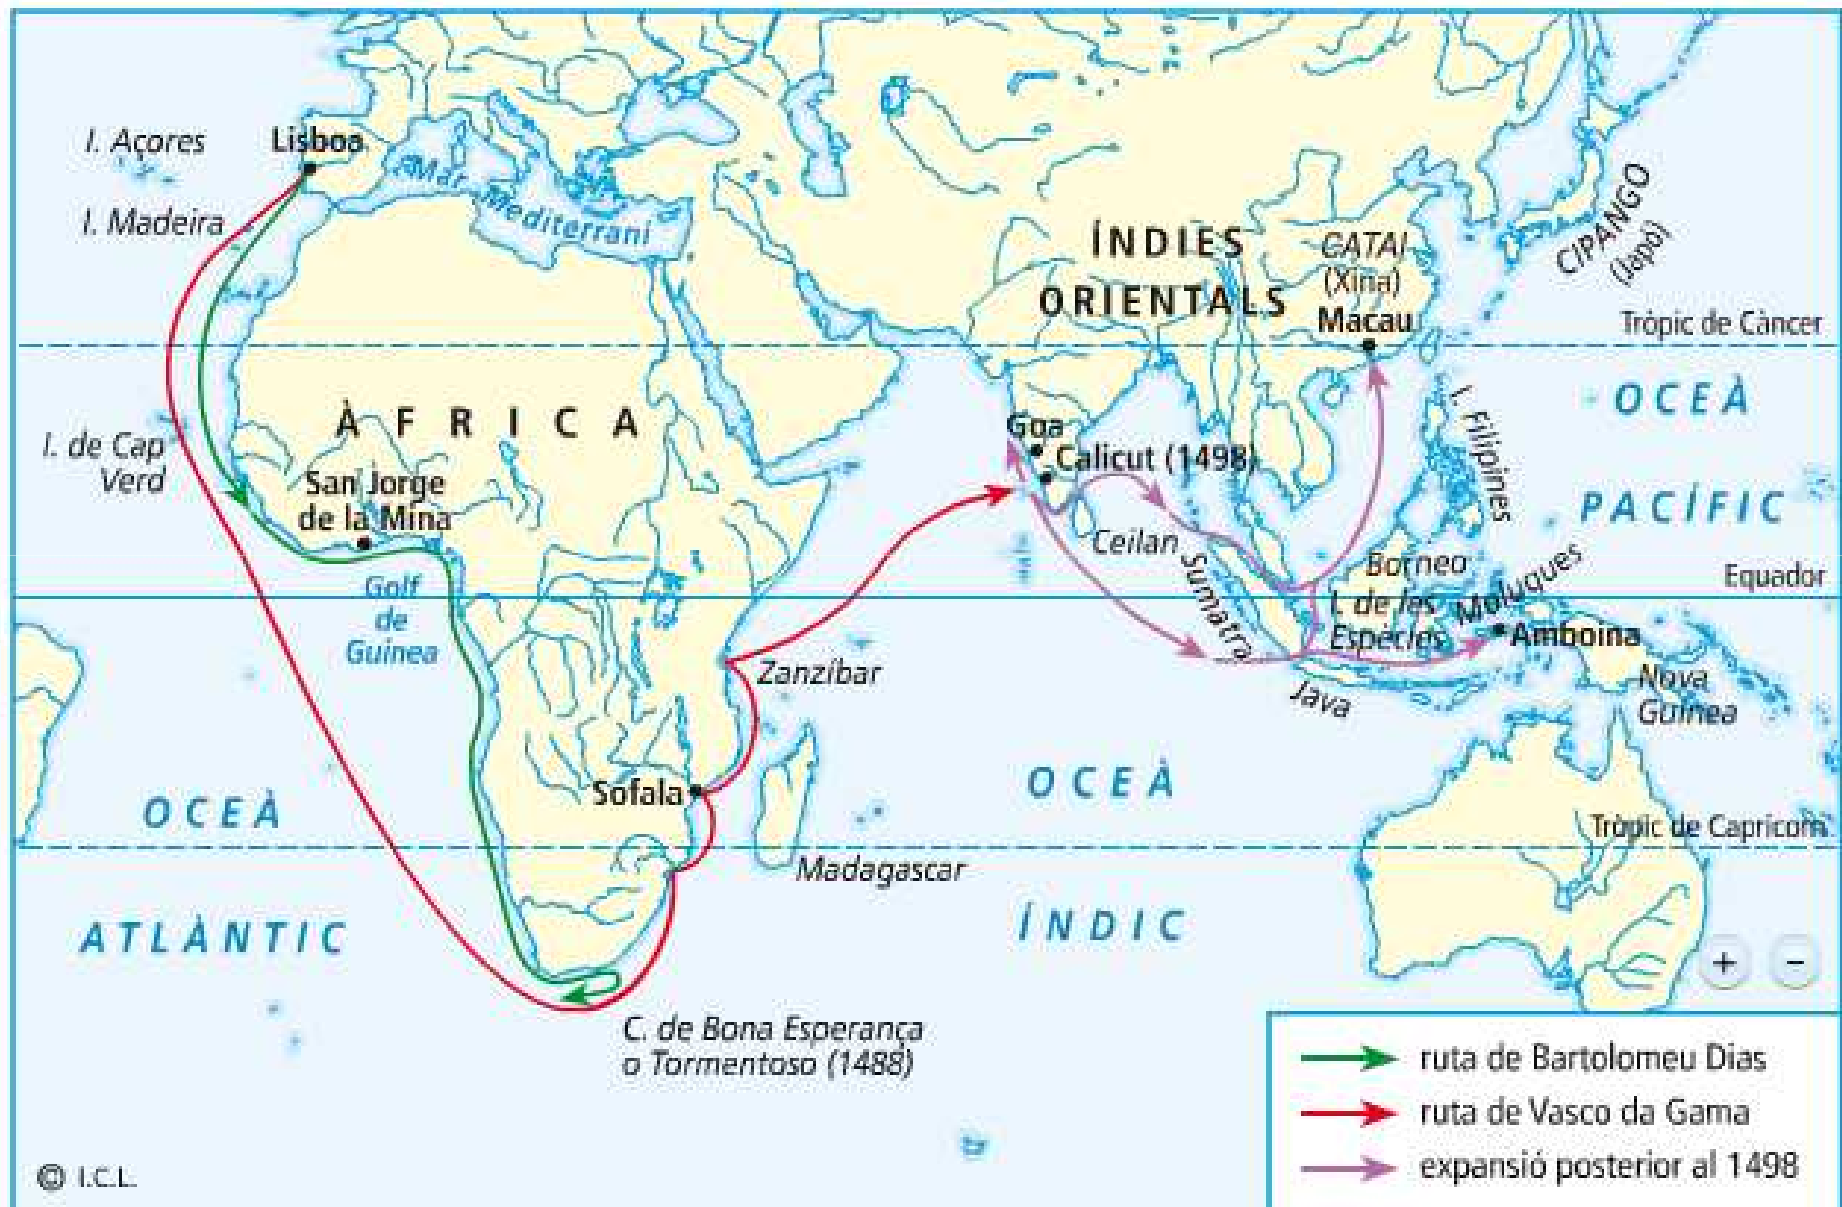 I. Açores
Lisboa
I. Madeira
Mar Mediterrani
ÍNDIES
ORIENTALS
CATAI
(Xina)
Macau
CIPANGO
(Japó)
Tròpic de Càncer
OCEÀ
PACÍFIC
I. de Cap
Verd
ÀFRICA
San Jorge
de la Mina
Golf
de
Guinea
Goa
Calicut (1498)
Ceilan
Sumatra
I. Filipines
Borneo
I. de les
Espècies
Moluques
Amboina
Equador
Zanzíbar
Java
Nova
Guinea
Sofala
OCEÀ
ATLÀNTIC
OCEÀ
ÍNDIC
Madagascar
Tròpic de Capricorn
C. de Bona Esperança
o Tormentoso (1488)
+ −
ruta de Bartolomeu Dias
ruta de Vasco da Gama
expansió posterior al 1498
© I.C.L.